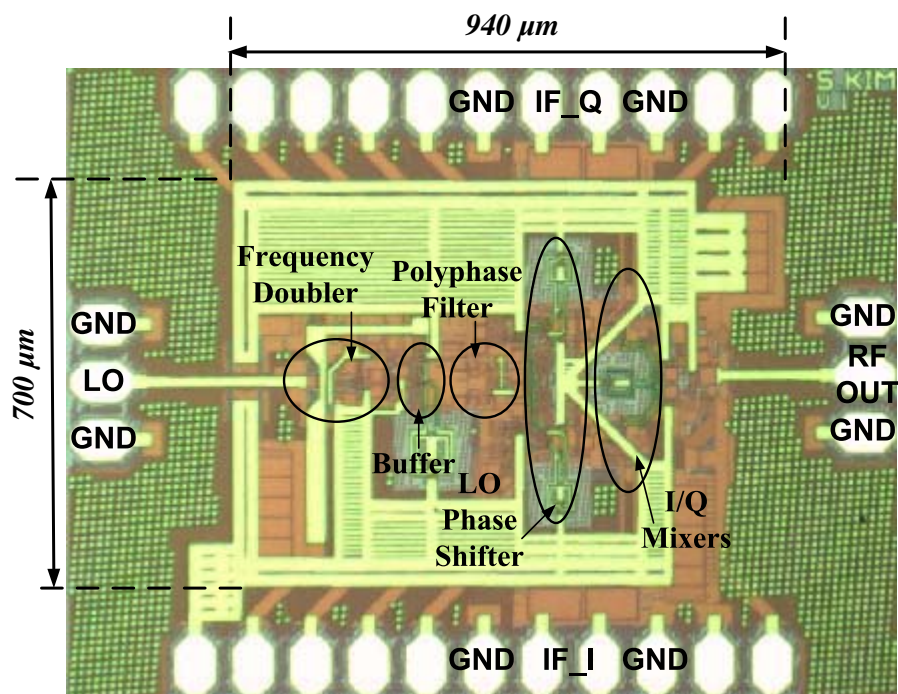 940 µm
S KIM
GND IF_Q GND
V 1
700 µm
Frequency
Doubler
Polyphase
Filter
GND
LO
GND
GND
RF
OUT
GND
Buffer
LO
Phase
Shifter
I/Q
Mixers
GND IF_I GND